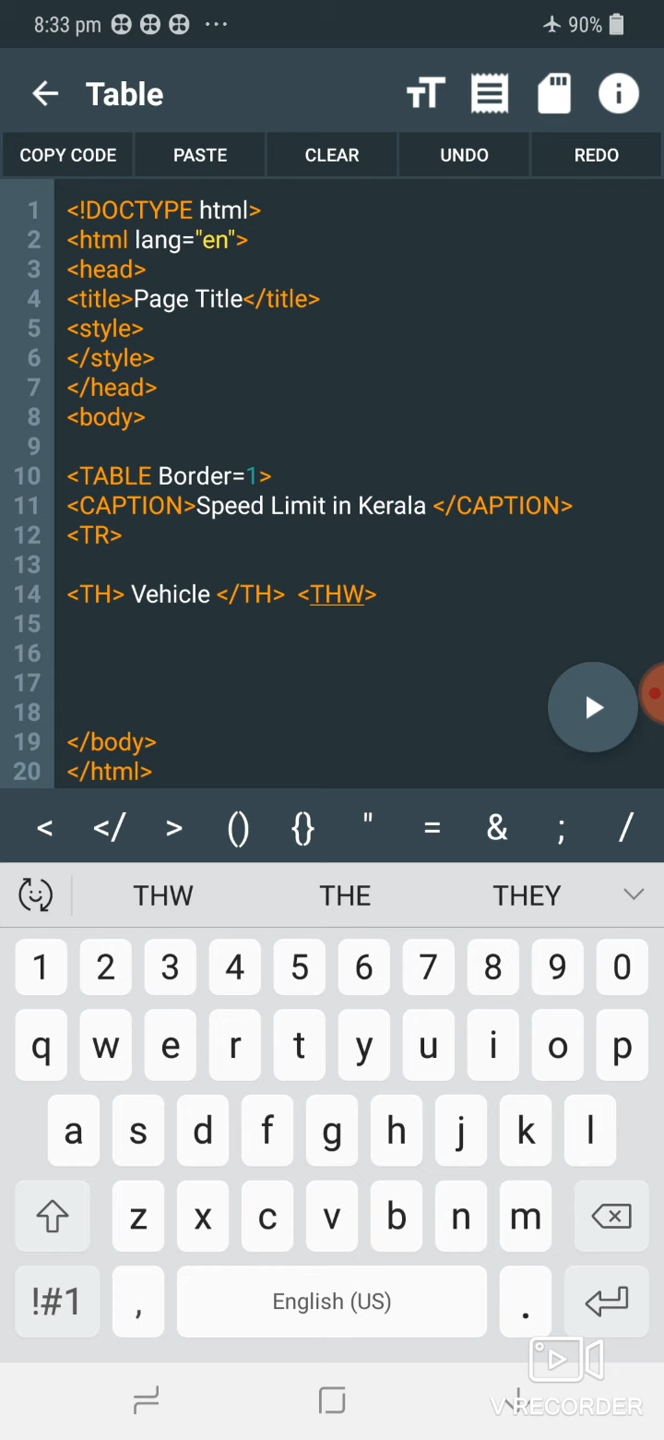 8:33 pm 90%
Table
COPY CODE PASTE CLEAR UNDO REDO
1 <!DOCTYPE html>
2 <html lang="en">
3 <head>
4 <title>Page Title</title>
5 <style>
6 </style>
7 </head>
8 <body>
9
10 <TABLE Border=1>
11 <CAPTION>Speed Limit in Kerala </CAPTION>
12 <TR>
13
14 <TH> Vehicle </TH> <THW>
15
16
17
18
19 </body>
20 </html>
< </ > () {} " = & ; /
THW THE THEY
1 2 3 4 5 6 7 8 9 0
q w e r t y u i o p
a s d f g h j k l
z x c v b n m
!#1 , English (US) .
V RECORDER